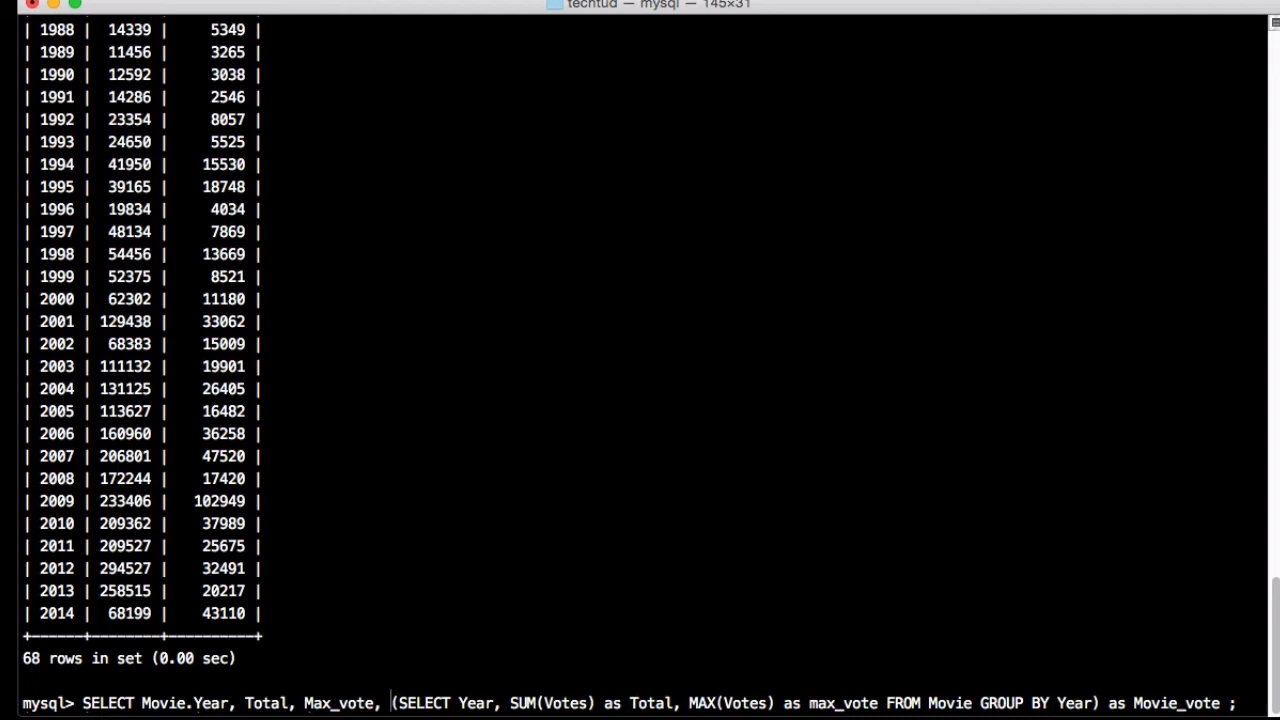 techtud — mysql — 145×31
| 1988 | 14339 | 5349 |
| 1989 | 11456 | 3265 |
| 1990 | 12592 | 3038 |
| 1991 | 14286 | 2546 |
| 1992 | 23354 | 8057 |
| 1993 | 24650 | 5525 |
| 1994 | 41950 | 15530 |
| 1995 | 39165 | 18748 |
| 1996 | 19834 | 4034 |
| 1997 | 48134 | 7869 |
| 1998 | 54456 | 13669 |
| 1999 | 52375 | 8521 |
| 2000 | 62302 | 11180 |
| 2001 | 129438 | 33062 |
| 2002 | 68383 | 15009 |
| 2003 | 111132 | 19901 |
| 2004 | 131125 | 26405 |
| 2005 | 113627 | 16482 |
| 2006 | 160960 | 36258 |
| 2007 | 206801 | 47520 |
| 2008 | 172244 | 17420 |
| 2009 | 233406 | 102949 |
| 2010 | 209362 | 37989 |
| 2011 | 209527 | 25675 |
| 2012 | 294527 | 32491 |
| 2013 | 258515 | 20217 |
| 2014 | 68199 | 43110 |
+------+--------+----------+
68 rows in set (0.00 sec)
mysql> SELECT Movie.Year, Total, Max_vote, (SELECT Year, SUM(Votes) as Total, MAX(Votes) as max_vote FROM Movie GROUP BY Year) as Movie_vote ;